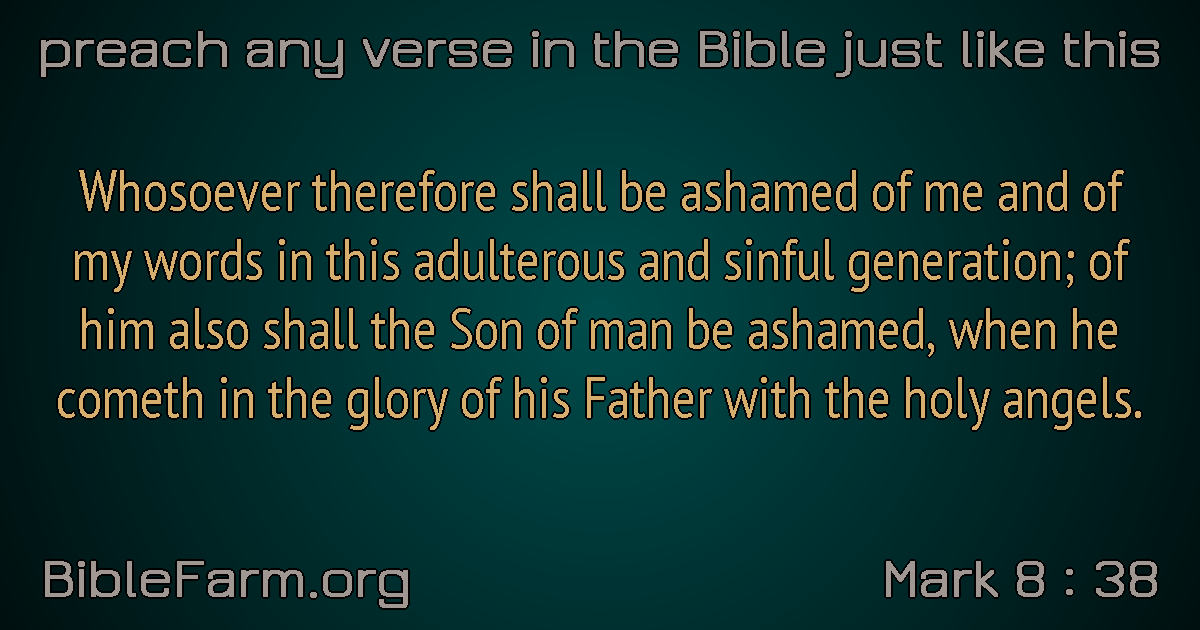 preach any verse in the Bible just like this
Whosoever therefore shall be ashamed of me and of
my words in this adulterous and sinful generation; of
him also shall the Son of man be ashamed, when he
cometh in the glory of his Father with the holy angels.
BibleFarm.org
Mark 8 : 38